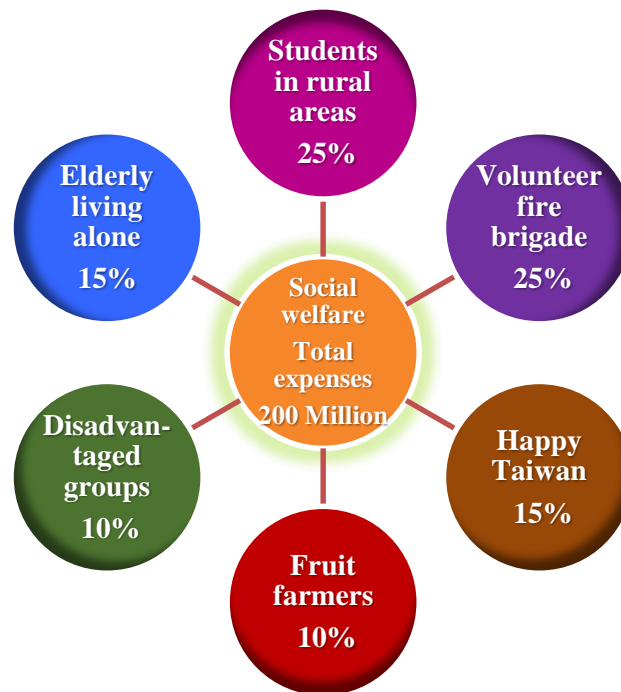 Students
in rural
areas
25%
Volunteer
fire
brigade
25%
Happy
Taiwan
15%
Fruit
farmers
10%
Disadvan-
taged
groups
10%
Elderly
living
alone
15%
Social
welfare
Total
expenses
200 Million